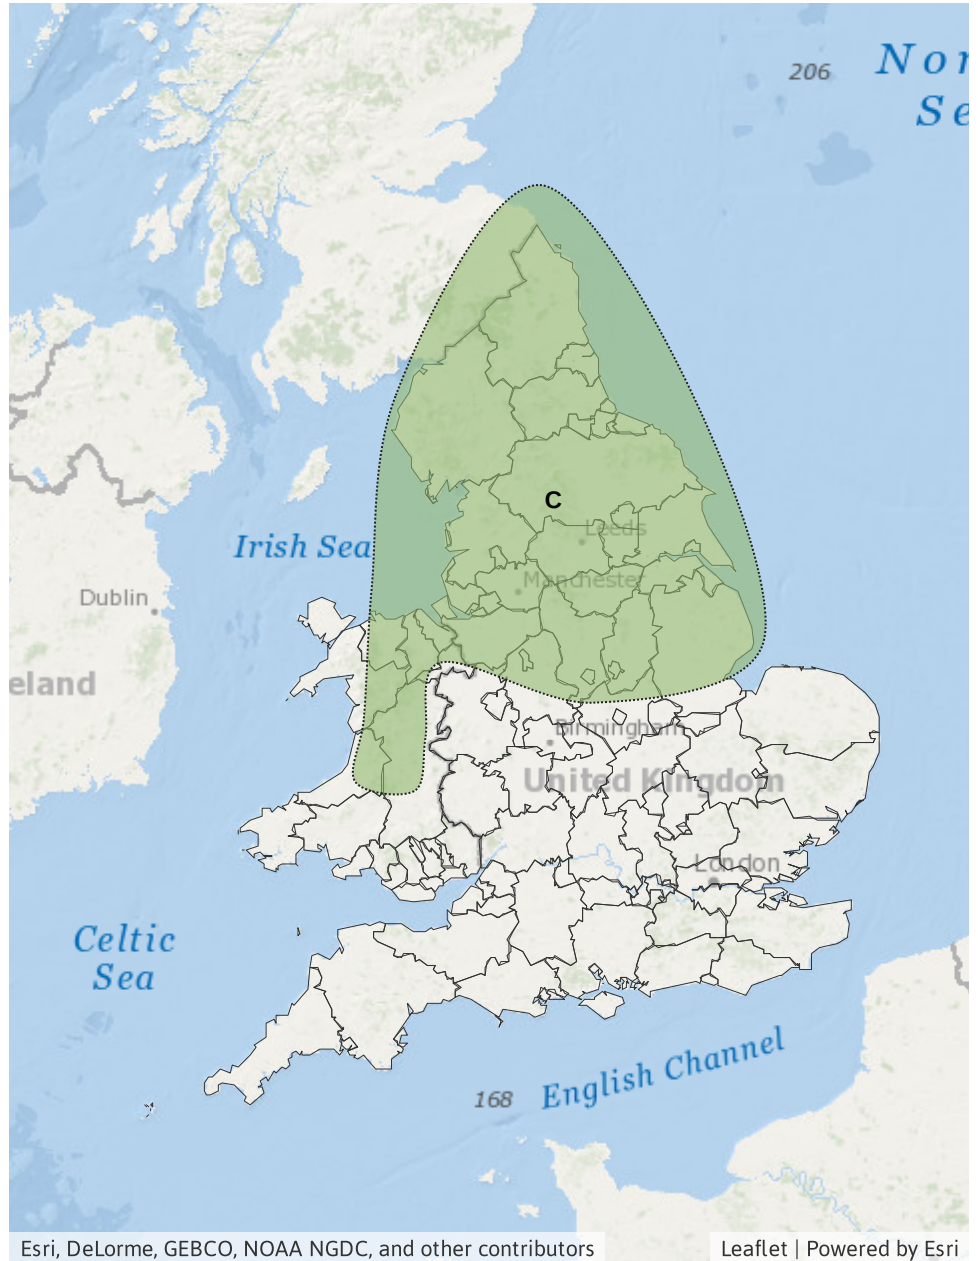 206
Nor
Se
C
Leeds
Irish Sea
Manchester
Dublin
eland
Birmingham
United Kingdom
London
Celtic
Sea
English Channel
168
Esri, DeLorme, GEBCO, NOAA NGDC, and other contributors
Leaflet | Powered by Esri